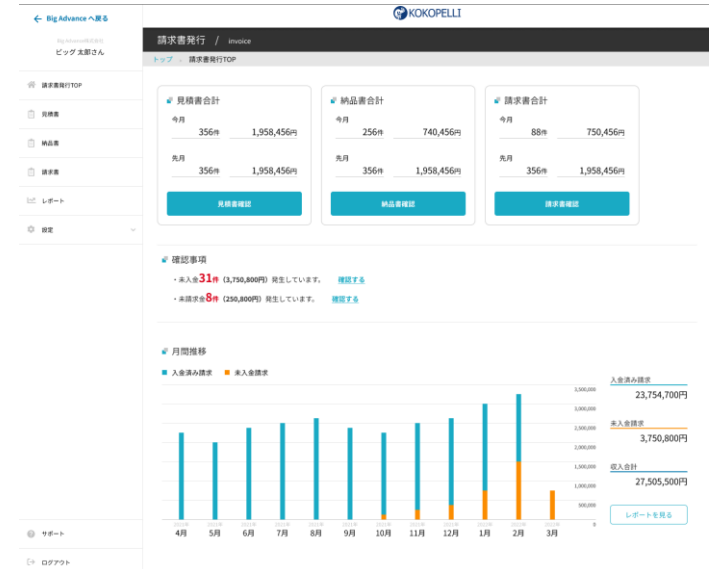 ← Big Advance へ戻る
Big Advance株式会社
ビッグ 太郎さん
請求書発行TOP
見積書
納品書
請求書
レポート
設定
サポート
ログアウト
KOKOPELLI
請求書発行 / invoice
トップ 請求書発行TOP
見積書合計
今月
356件 1,958,456円
先月
356件 1,958,456円
見積書確認
納品書合計
今月
256件 740,456円
先月
356件 1,958,456円
納品書確認
請求書合計
今月
88件 750,456円
先月
356件 1,958,456円
請求書確認
確認事項
・未入金31件（3,750,800円）発生しています。 確認する
・未請求金8件（250,800円）発生しています。 確認する
月間推移
入金済み請求 未入金請求
3,500,000
3,000,000
2,500,000
2,000,000
1,500,000
1,000,000
500,000
0
4月 5月 6月 7月 8月 9月 10月 11月 12月 1月 2月 3月
入金済み請求
23,754,700円
未入金請求
3,750,800円
収入合計
27,505,500円
レポートを見る